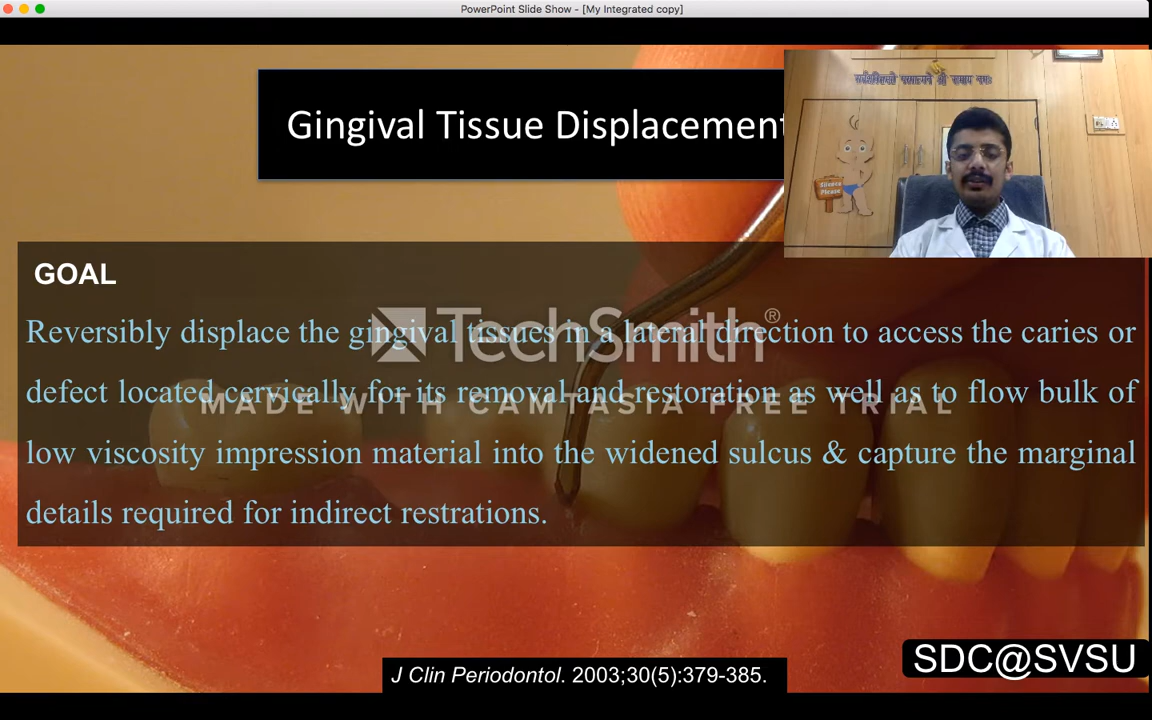 PowerPoint Slide Show - [My Integrated copy]
Gingival Tissue Displacement
Silence
Please
GOAL
Reversibly displace the gingival tissues in a lateral direction to access the caries or
defect located cervically for its removal and restoration as well as to flow bulk of
low viscosity impression material into the widened sulcus & capture the marginal
details required for indirect restrations.
TechSmith®
MADE WITH CAMTASIA FREE TRIAL
SDC@SVSU
J Clin Periodontol. 2003;30(5):379-385.